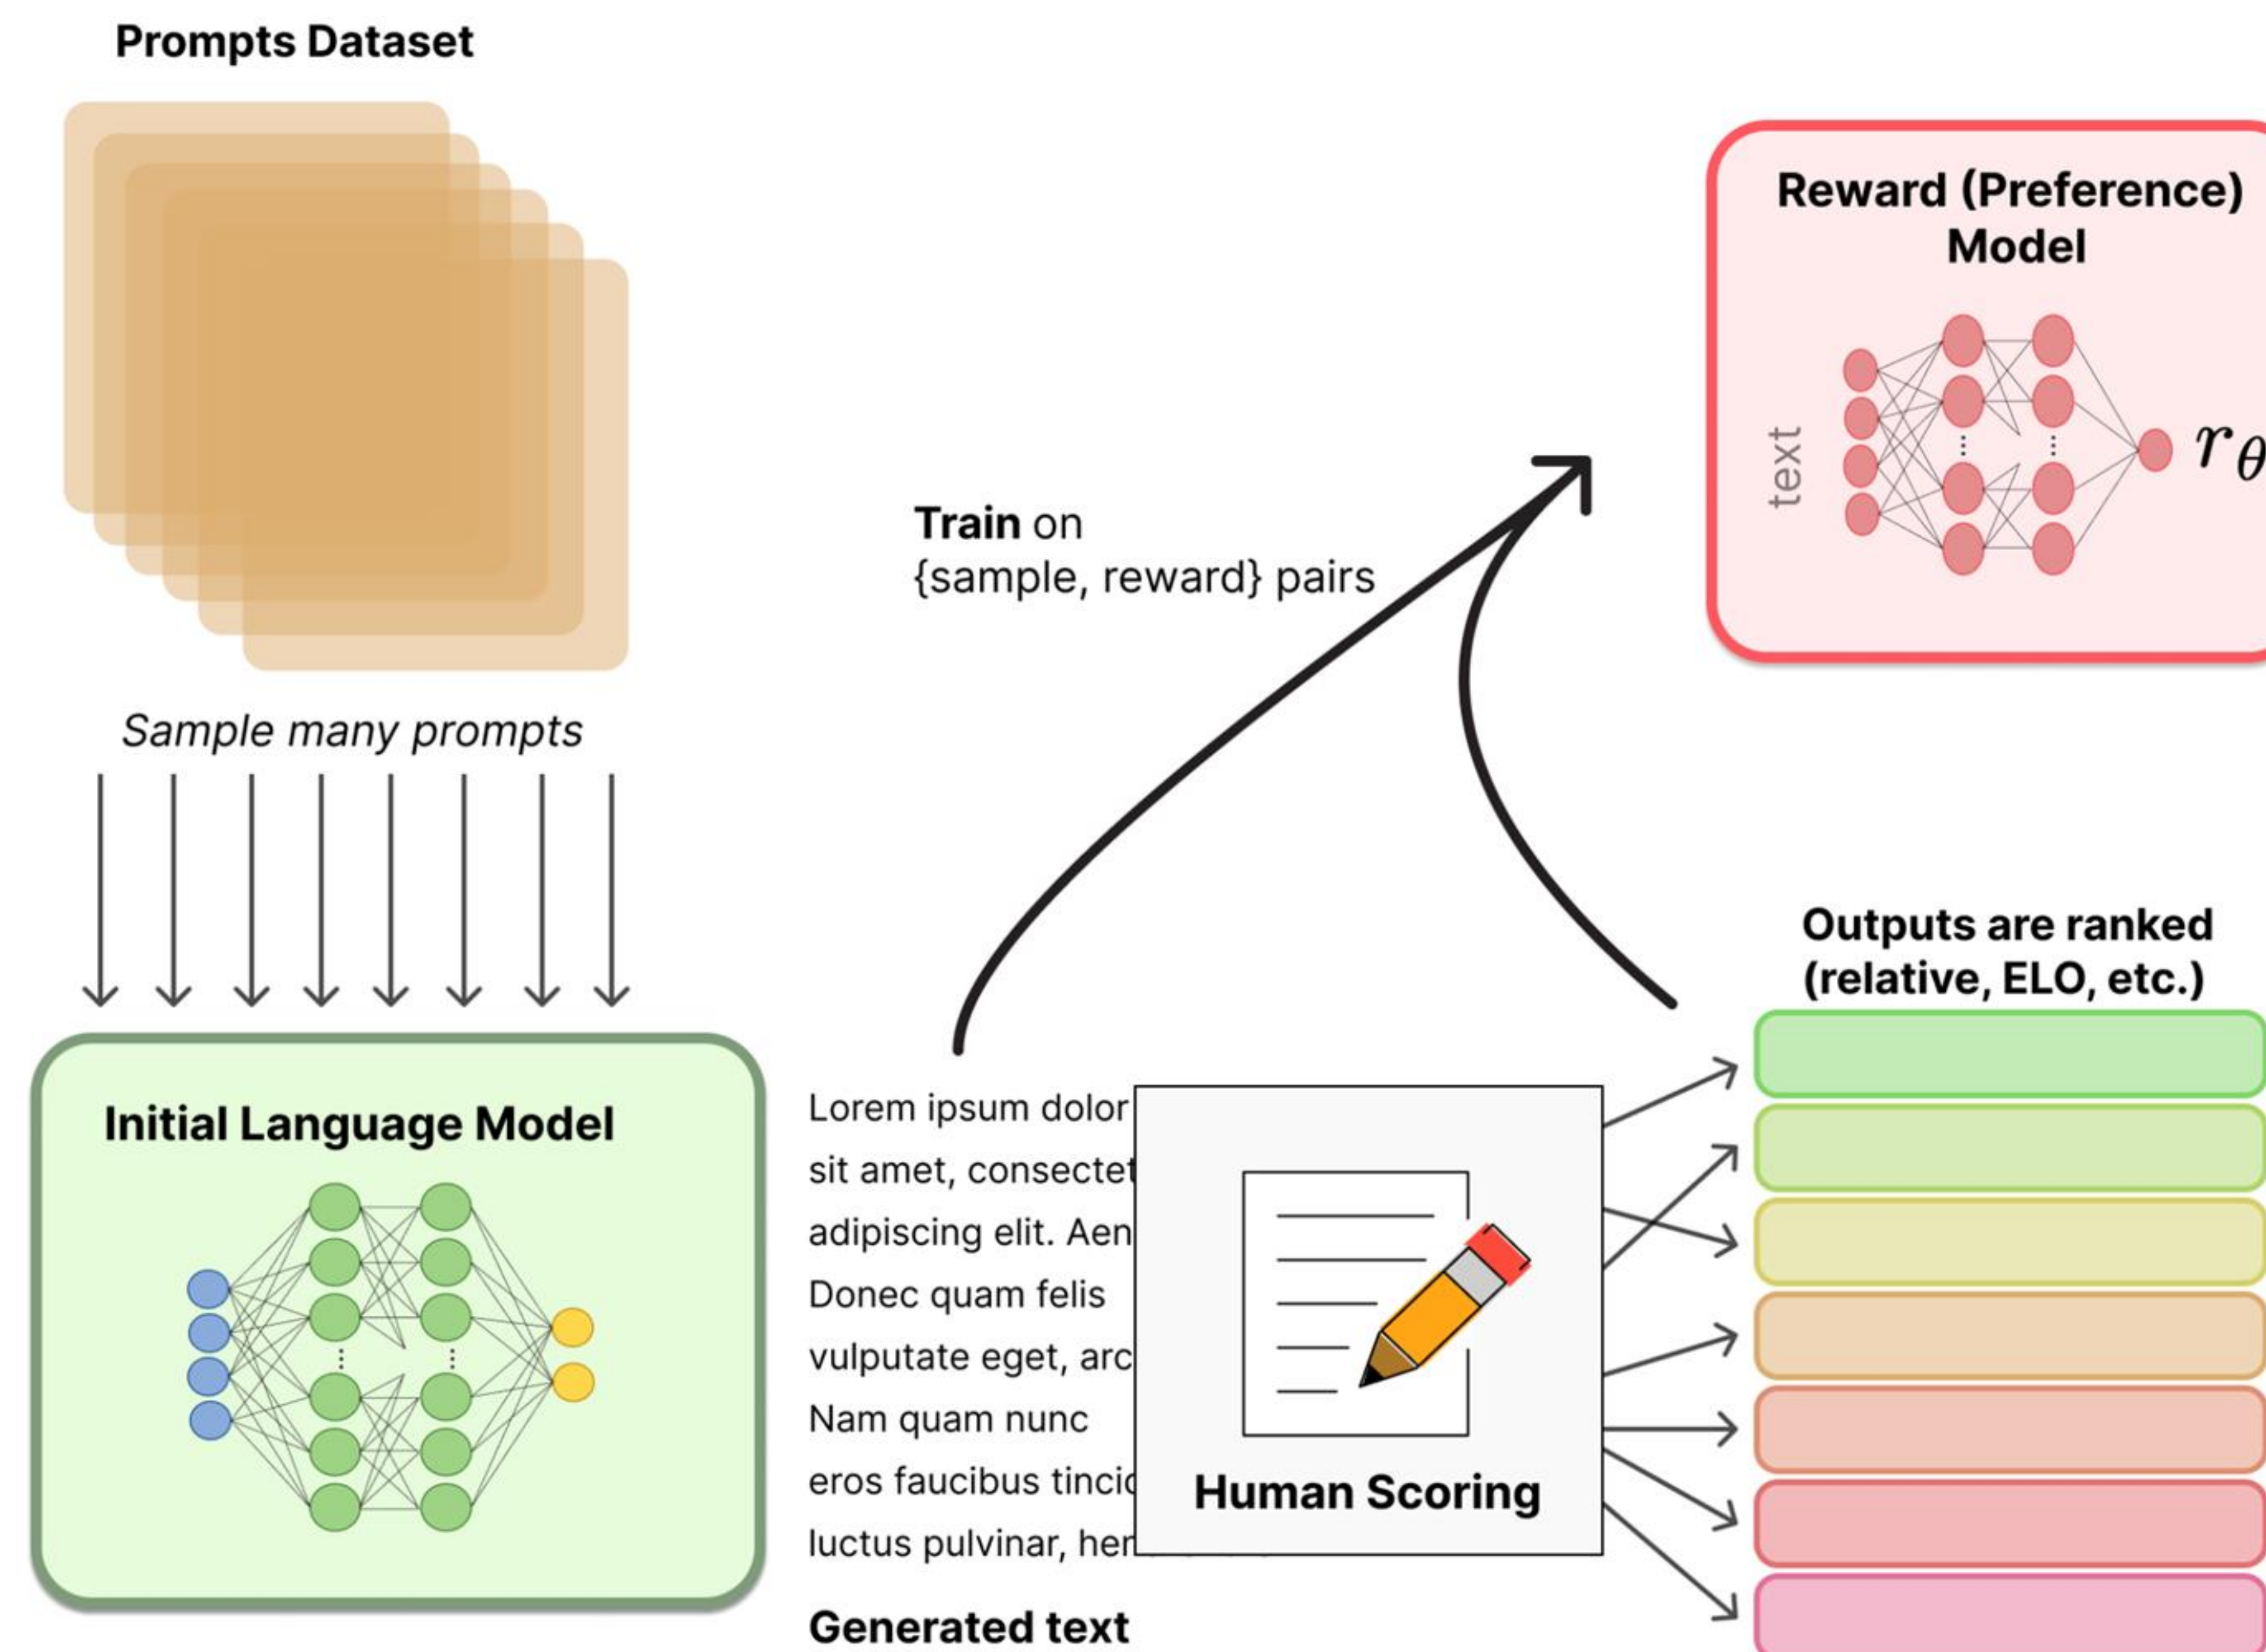 Prompts Dataset
Sample many prompts
Initial Language Model
Train on
{sample, reward} pairs
Reward (Preference)
Model
text
rθ
Outputs are ranked
(relative, ELO, etc.)
Lorem ipsum dolor
sit amet, consectet
adipiscing elit. Aen
Donec quam felis
vulputate eget, arc
Nam quam nunc
eros faucibus tincid
luctus pulvinar, her
Human Scoring
Generated text